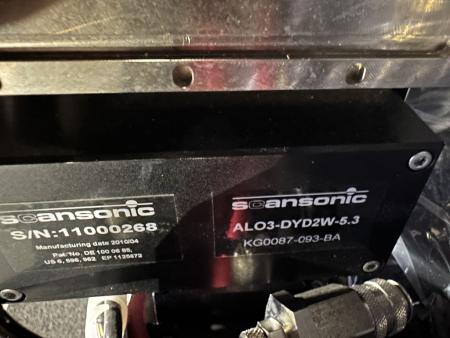 scansonic
S/N:11000268
Manufacturing date 2010/04
Pat. No. DE 100 06 85,
US 6, 596, 962 EP 1125673
scansonic
ALO3-DYD2W-5.3
KG0087-093-BA